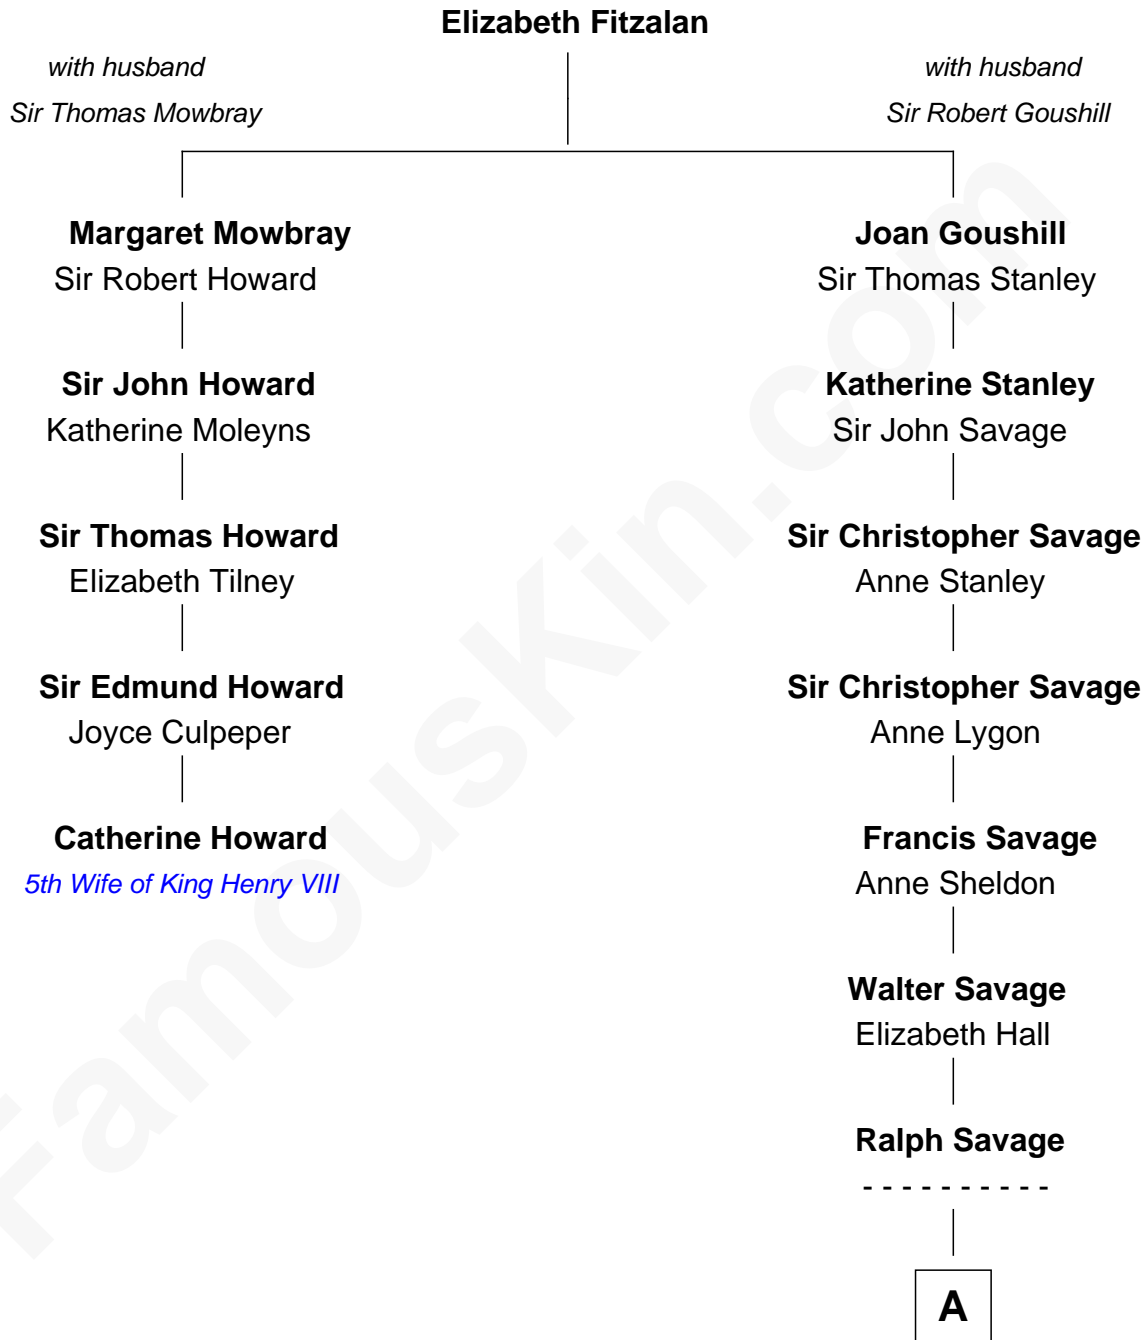 Elizabeth Fitzalan
with husband
Sir Thomas Mowbray
with husband
Sir Robert Goushill
Margaret Mowbray
Sir Robert Howard
Joan Goushill
Sir Thomas Stanley
Sir John Howard
Katherine Moleyns
Katherine Stanley
Sir John Savage
Sir Thomas Howard
Elizabeth Tilney
Sir Christopher Savage
Anne Stanley
Sir Edmund Howard
Joyce Culpeper
Sir Christopher Savage
Anne Lygon
Catherine Howard
5th Wife of King Henry VIII
Francis Savage
Anne Sheldon
Walter Savage
Elizabeth Hall
Ralph Savage
- - - - - - - - - -
A
FamousKin.com